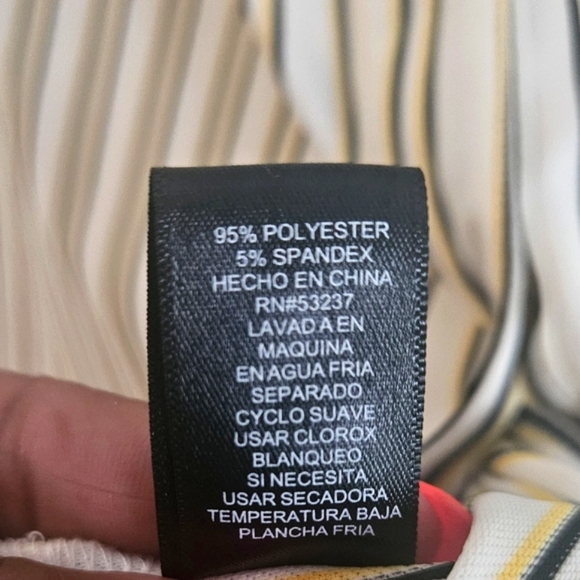 95% POLYESTER
5% SPANDEX
HECHO EN CHINA
RN#53237
LAVADA EN
MAQUINA
EN AGUA FRIA
SEPARADO
CYCLO SUAVE
USAR CLOROX
BLANQUEO
SI NECESITA
USAR SECADORA
TEMPERATURA BAJA
PLANCHA FRIA